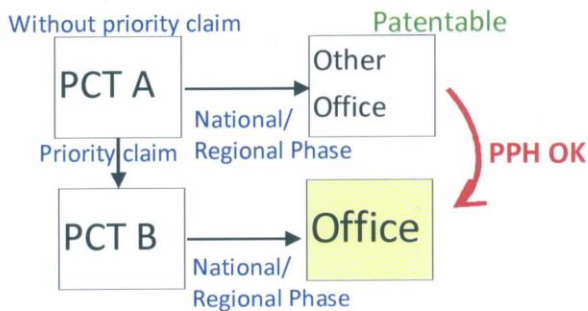 Without priority claim
Patentable
PCT A
Other
Office
National/
Regional Phase
Priority claim
PPH OK
PCT B
Office
National/
Regional Phase